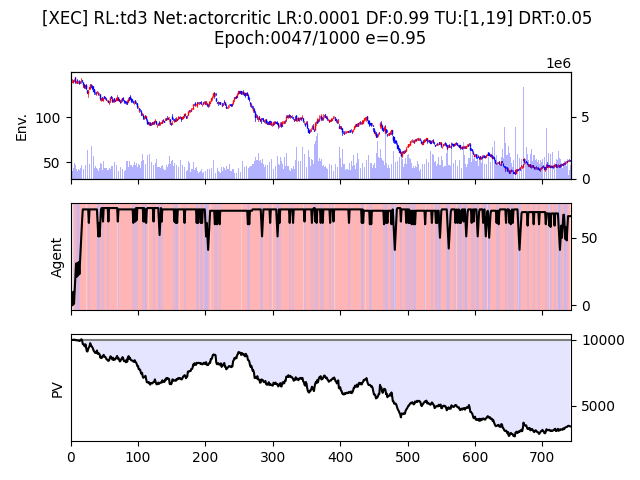 [XEC] RL:td3 Net:actorcritic LR:0.0001 DF:0.99 TU:[1,19] DRT:0.05
Epoch:0047/1000 e=0.95
1e6
Env.
100
50
5
0
Agent
50
0
PV
10000
5000
0 100 200 300 400 500 600 700